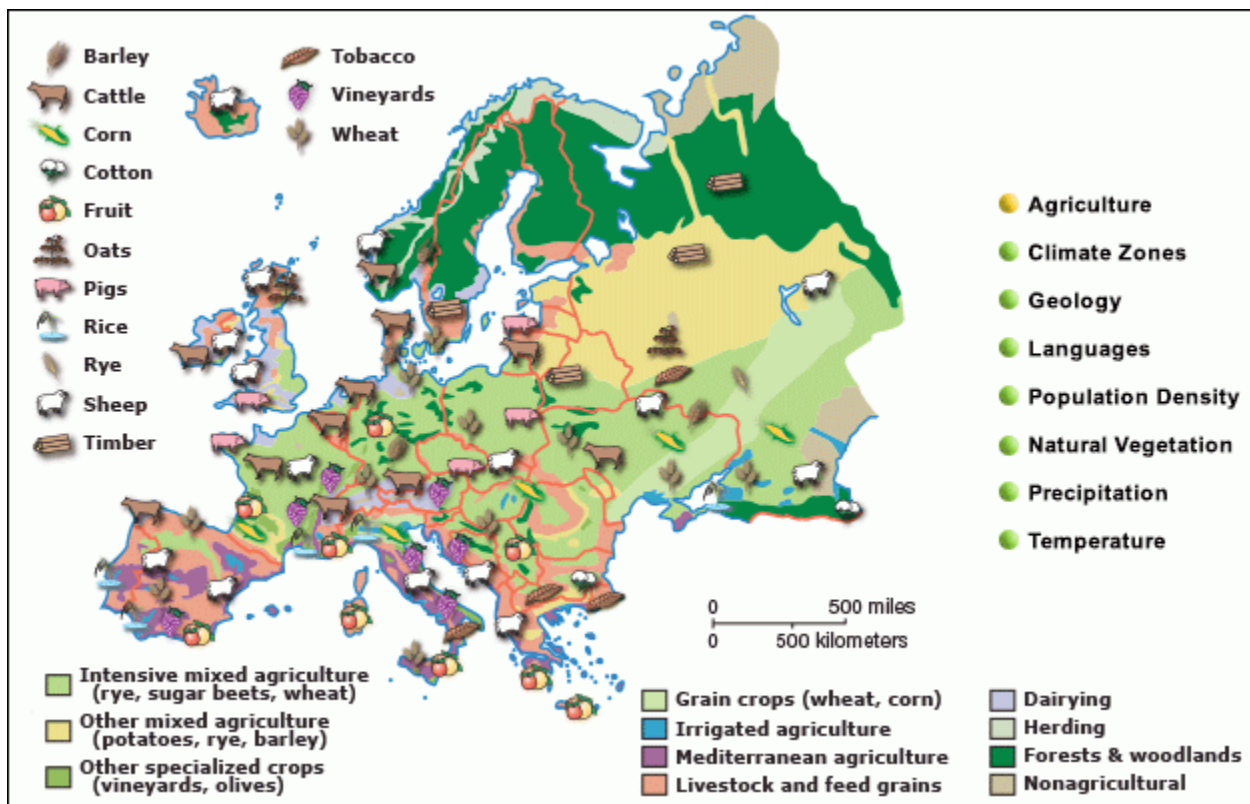 Barley
Cattle
Corn
Cotton
Fruit
Oats
Pigs
Rice
Rye
Sheep
Timber
Tobacco
Vineyards
Wheat
Agriculture
Climate Zones
Geology
Languages
Population Density
Natural Vegetation
Precipitation
Temperature
0 500 miles
0 500 kilometers
Intensive mixed agriculture
(rye, sugar beets, wheat)
Other mixed agriculture
(potatoes, rye, barley)
Other specialized crops
(vineyards, olives)
Grain crops (wheat, corn)
Irrigated agriculture
Mediterranean agriculture
Livestock and feed grains
Dairying
Herding
Forests & woodlands
Nonagricultural